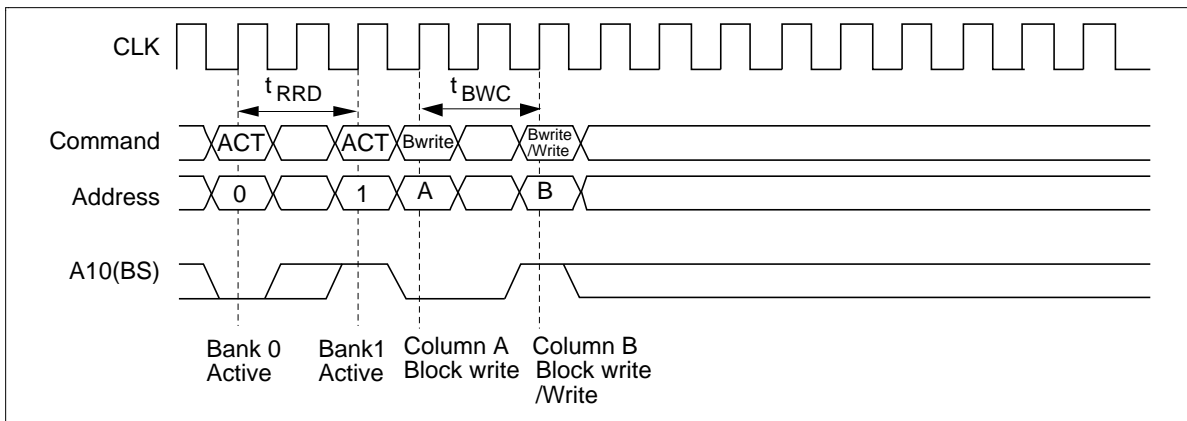 CLK
t RRD
t BWC
Command
ACT
ACT
Bwrite
Bwrite
/Write
Address
0
1
A
B
A10(BS)
Bank 0
Active
Bank1
Active
Column A
Block write
Column B
Block write
/Write